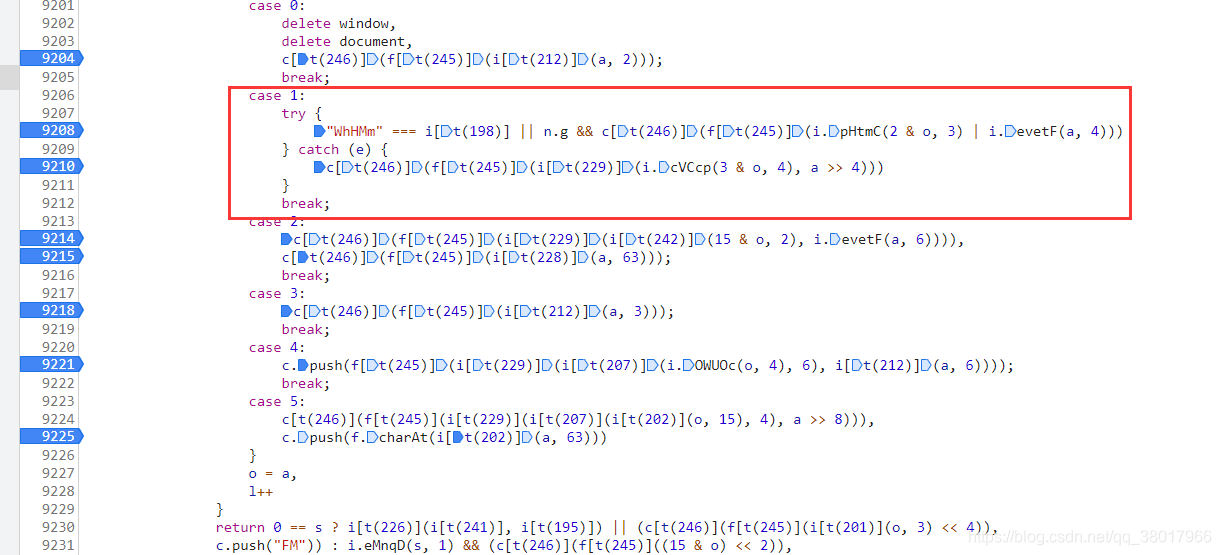 9201 case 0:
9202 delete window,
9203 delete document,
9204 c[t(246)](f[t(245)](i[t(212)](a, 2)));
9205 break;
9206 case 1:
9207 try {
9208 "WhHMm" === i[t(198)] || n.g && c[t(246)](f[t(245)](i.pHtmC(2 & o, 3) | i.evetF(a, 4)))
9209 } catch (e) {
9210 c[t(246)](f[t(245)](i[t(229)](i.cVCcp(3 & o, 4), a >> 4)))
9211 }
9212 break;
9213 case 2:
9214 c[t(246)](f[t(245)](i[t(229)](i[t(242)](15 & o, 2), i.evetF(a, 6)))),
9215 c[t(246)](f[t(245)](i[t(228)](a, 63)));
9216 break;
9217 case 3:
9218 c[t(246)](f[t(245)](i[t(212)](a, 3)));
9219 break;
9220 case 4:
9221 c.push(f[t(245)](i[t(229)](i[t(207)](i.OWUOc(o, 4), 6), i[t(212)](a, 6))));
9222 break;
9223 case 5:
9224 c[t(246)](f[t(245)](i[t(229)](i[t(207)](i[t(202)](o, 15), 4), a >> 8))),
9225 c.push(f.charAt(i[t(202)](a, 63)))
9226 }
9227 o = a,
9228 l++
9229 }
9230 return 0 == s ? i[t(226)](i[t(241)], i[t(195)]) || (c[t(246)](f[t(245)](i[t(201)](o, 3) << 4)),
9231 c.push("FM")) : i.eMnqD(s, 1) && (c[t(246)](f[t(245)]((15 & o) << 2)),
https://blog.csdn.net/qq_38017966